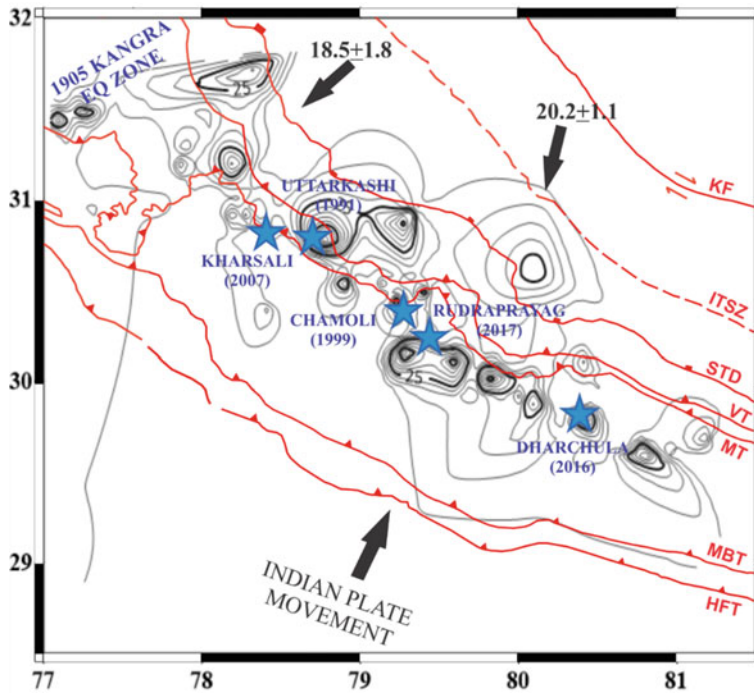 32
31
30
29
77
78
79
80
81
1905 KANGRA
EQ ZONE
18.5±1.8
20.2±1.1
25
UTTARKASHI
(1991)
KHARSALI
(2007)
CHAMOLI
(1999)
RUDRAPRAYAG
(2017)
25
DHARCHULA
(2016)
KF
ITSZ
STD
VT
MT
MBT
HFT
INDIAN PLATE
MOVEMENT